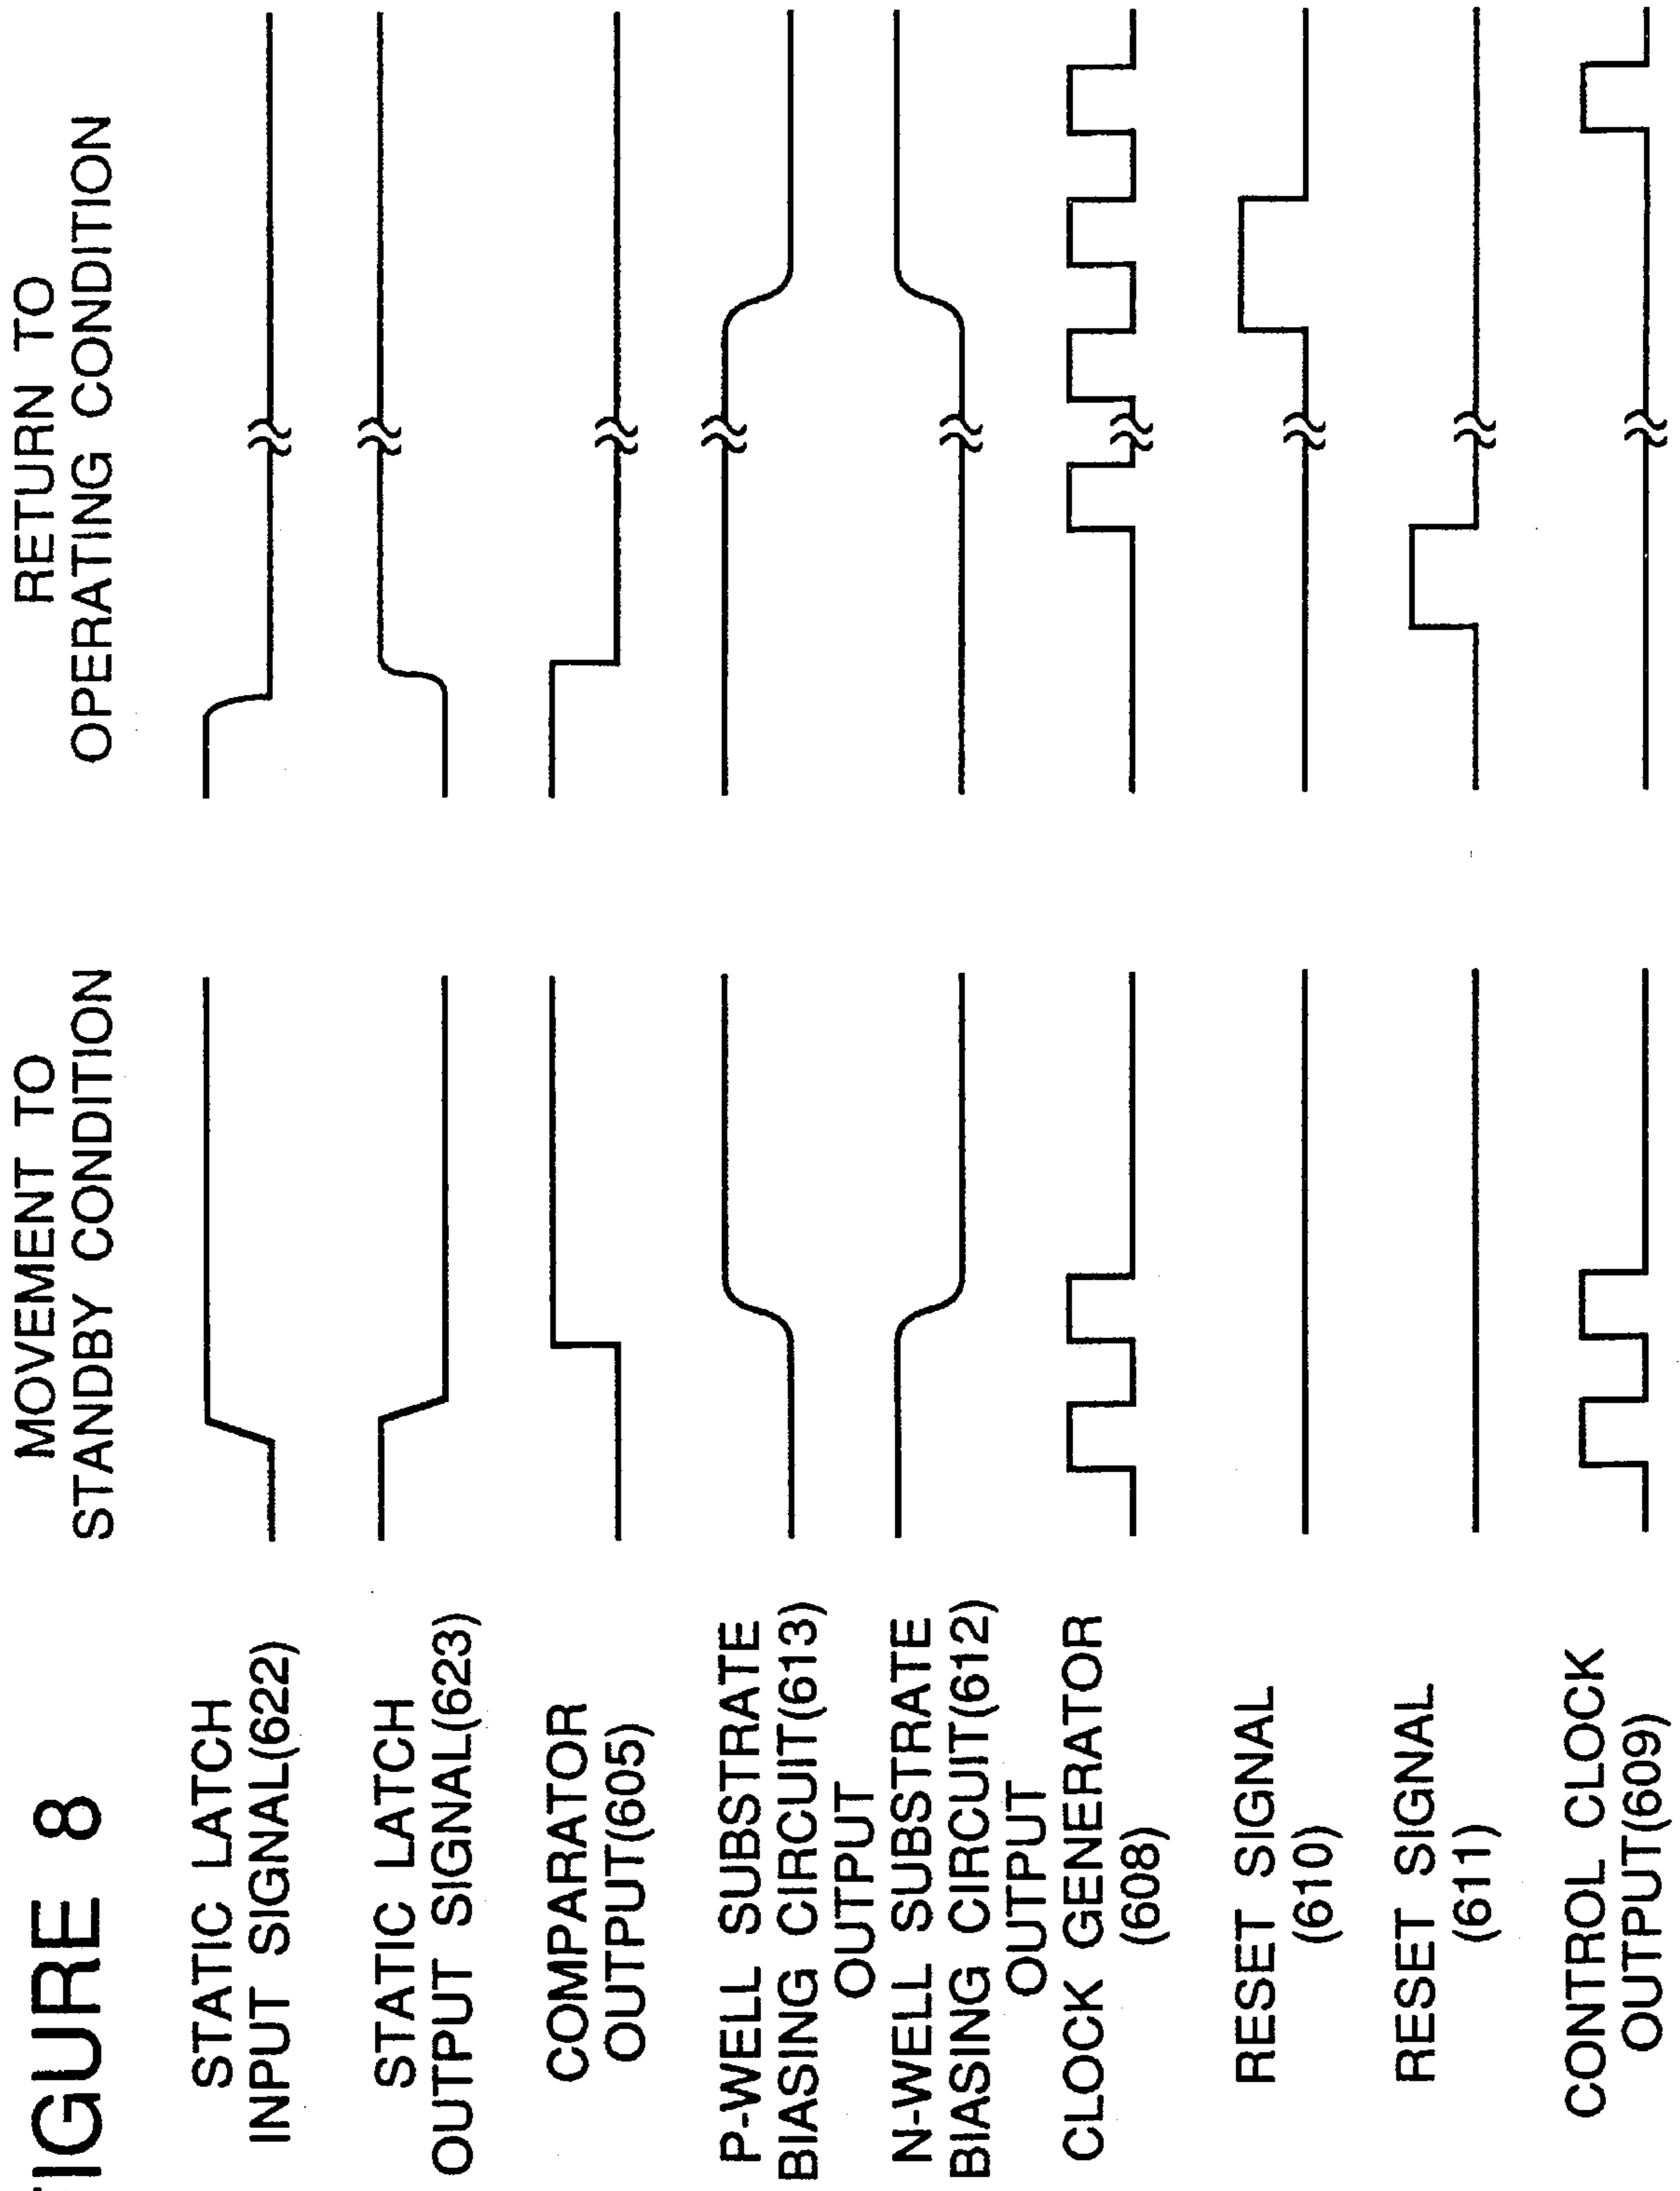 FIGURE 8
MOVEMENT TO
STANDBY CONDITION
RETURN TO
OPERATING CONDITION
STATIC LATCH
INPUT SIGNAL(622)
STATIC LATCH
OUTPUT SIGNAL(623)
COMPARATOR
OUTPUT(605)
P-WELL SUBSTRATE
BIASING CIRCUIT(613)
OUTPUT
N-WELL SUBSTRATE
BIASING CIRCUIT(612)
OUTPUT
CLOCK GENERATOR
(608)
RESET SIGNAL
(610)
RESET SIGNAL
(611)
CONTROL CLOCK
OUTPUT(609)